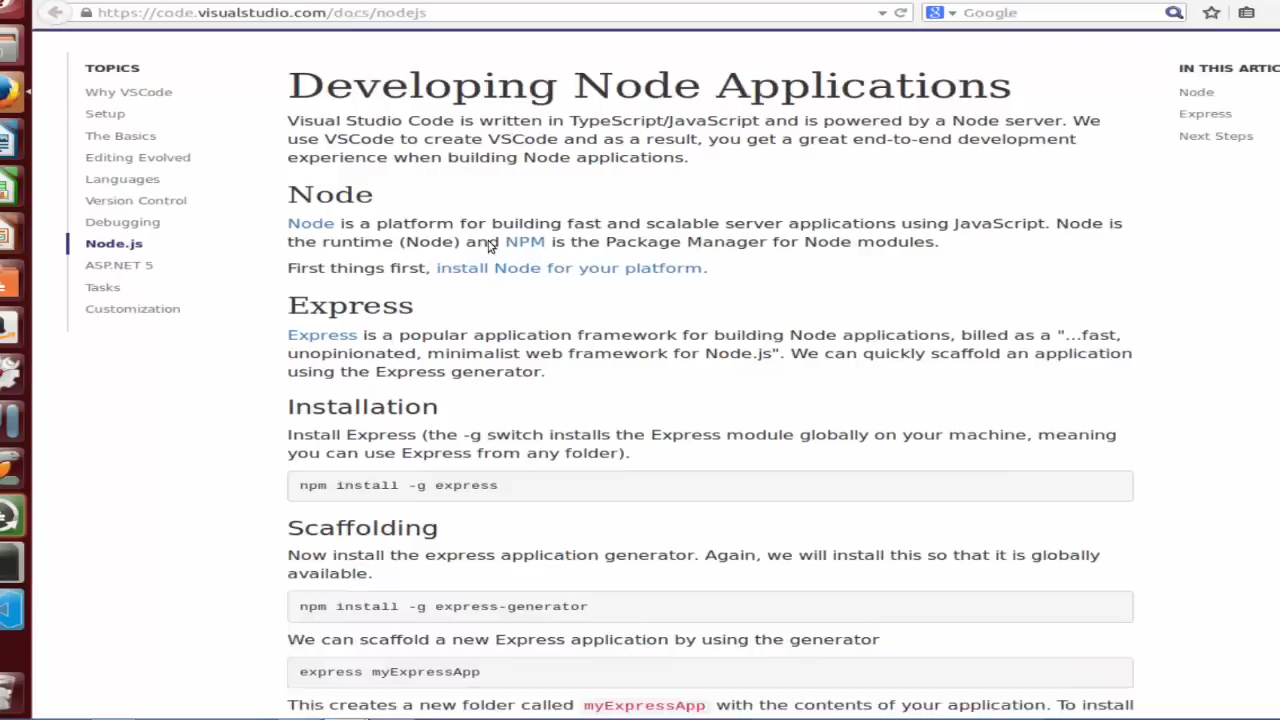 https://code.visualstudio.com/docs/nodejs
Google
TOPICS
Why VSCode
Setup
The Basics
Editing Evolved
Languages
Version Control
Debugging
Node.js
ASP.NET 5
Tasks
Customization
Developing Node Applications
Visual Studio Code is written in TypeScript/JavaScript and is powered by a Node server. We
use VSCode to create VSCode and as a result, you get a great end-to-end development
experience when building Node applications.
Node
Node is a platform for building fast and scalable server applications using JavaScript. Node is
the runtime (Node) and NPM is the Package Manager for Node modules.
First things first, install Node for your platform.
Express
Express is a popular application framework for building Node applications, billed as a "...fast,
unopinionated, minimalist web framework for Node.js". We can quickly scaffold an application
using the Express generator.
Installation
Install Express (the -g switch installs the Express module globally on your machine, meaning
you can use Express from any folder).
npm install -g express
Scaffolding
Now install the express application generator. Again, we will install this so that it is globally
available.
npm install -g express-generator
We can scaffold a new Express application by using the generator
express myExpressApp
This creates a new folder called myExpressApp with the contents of your application. To install
IN THIS ARTIC
Node
Express
Next Steps